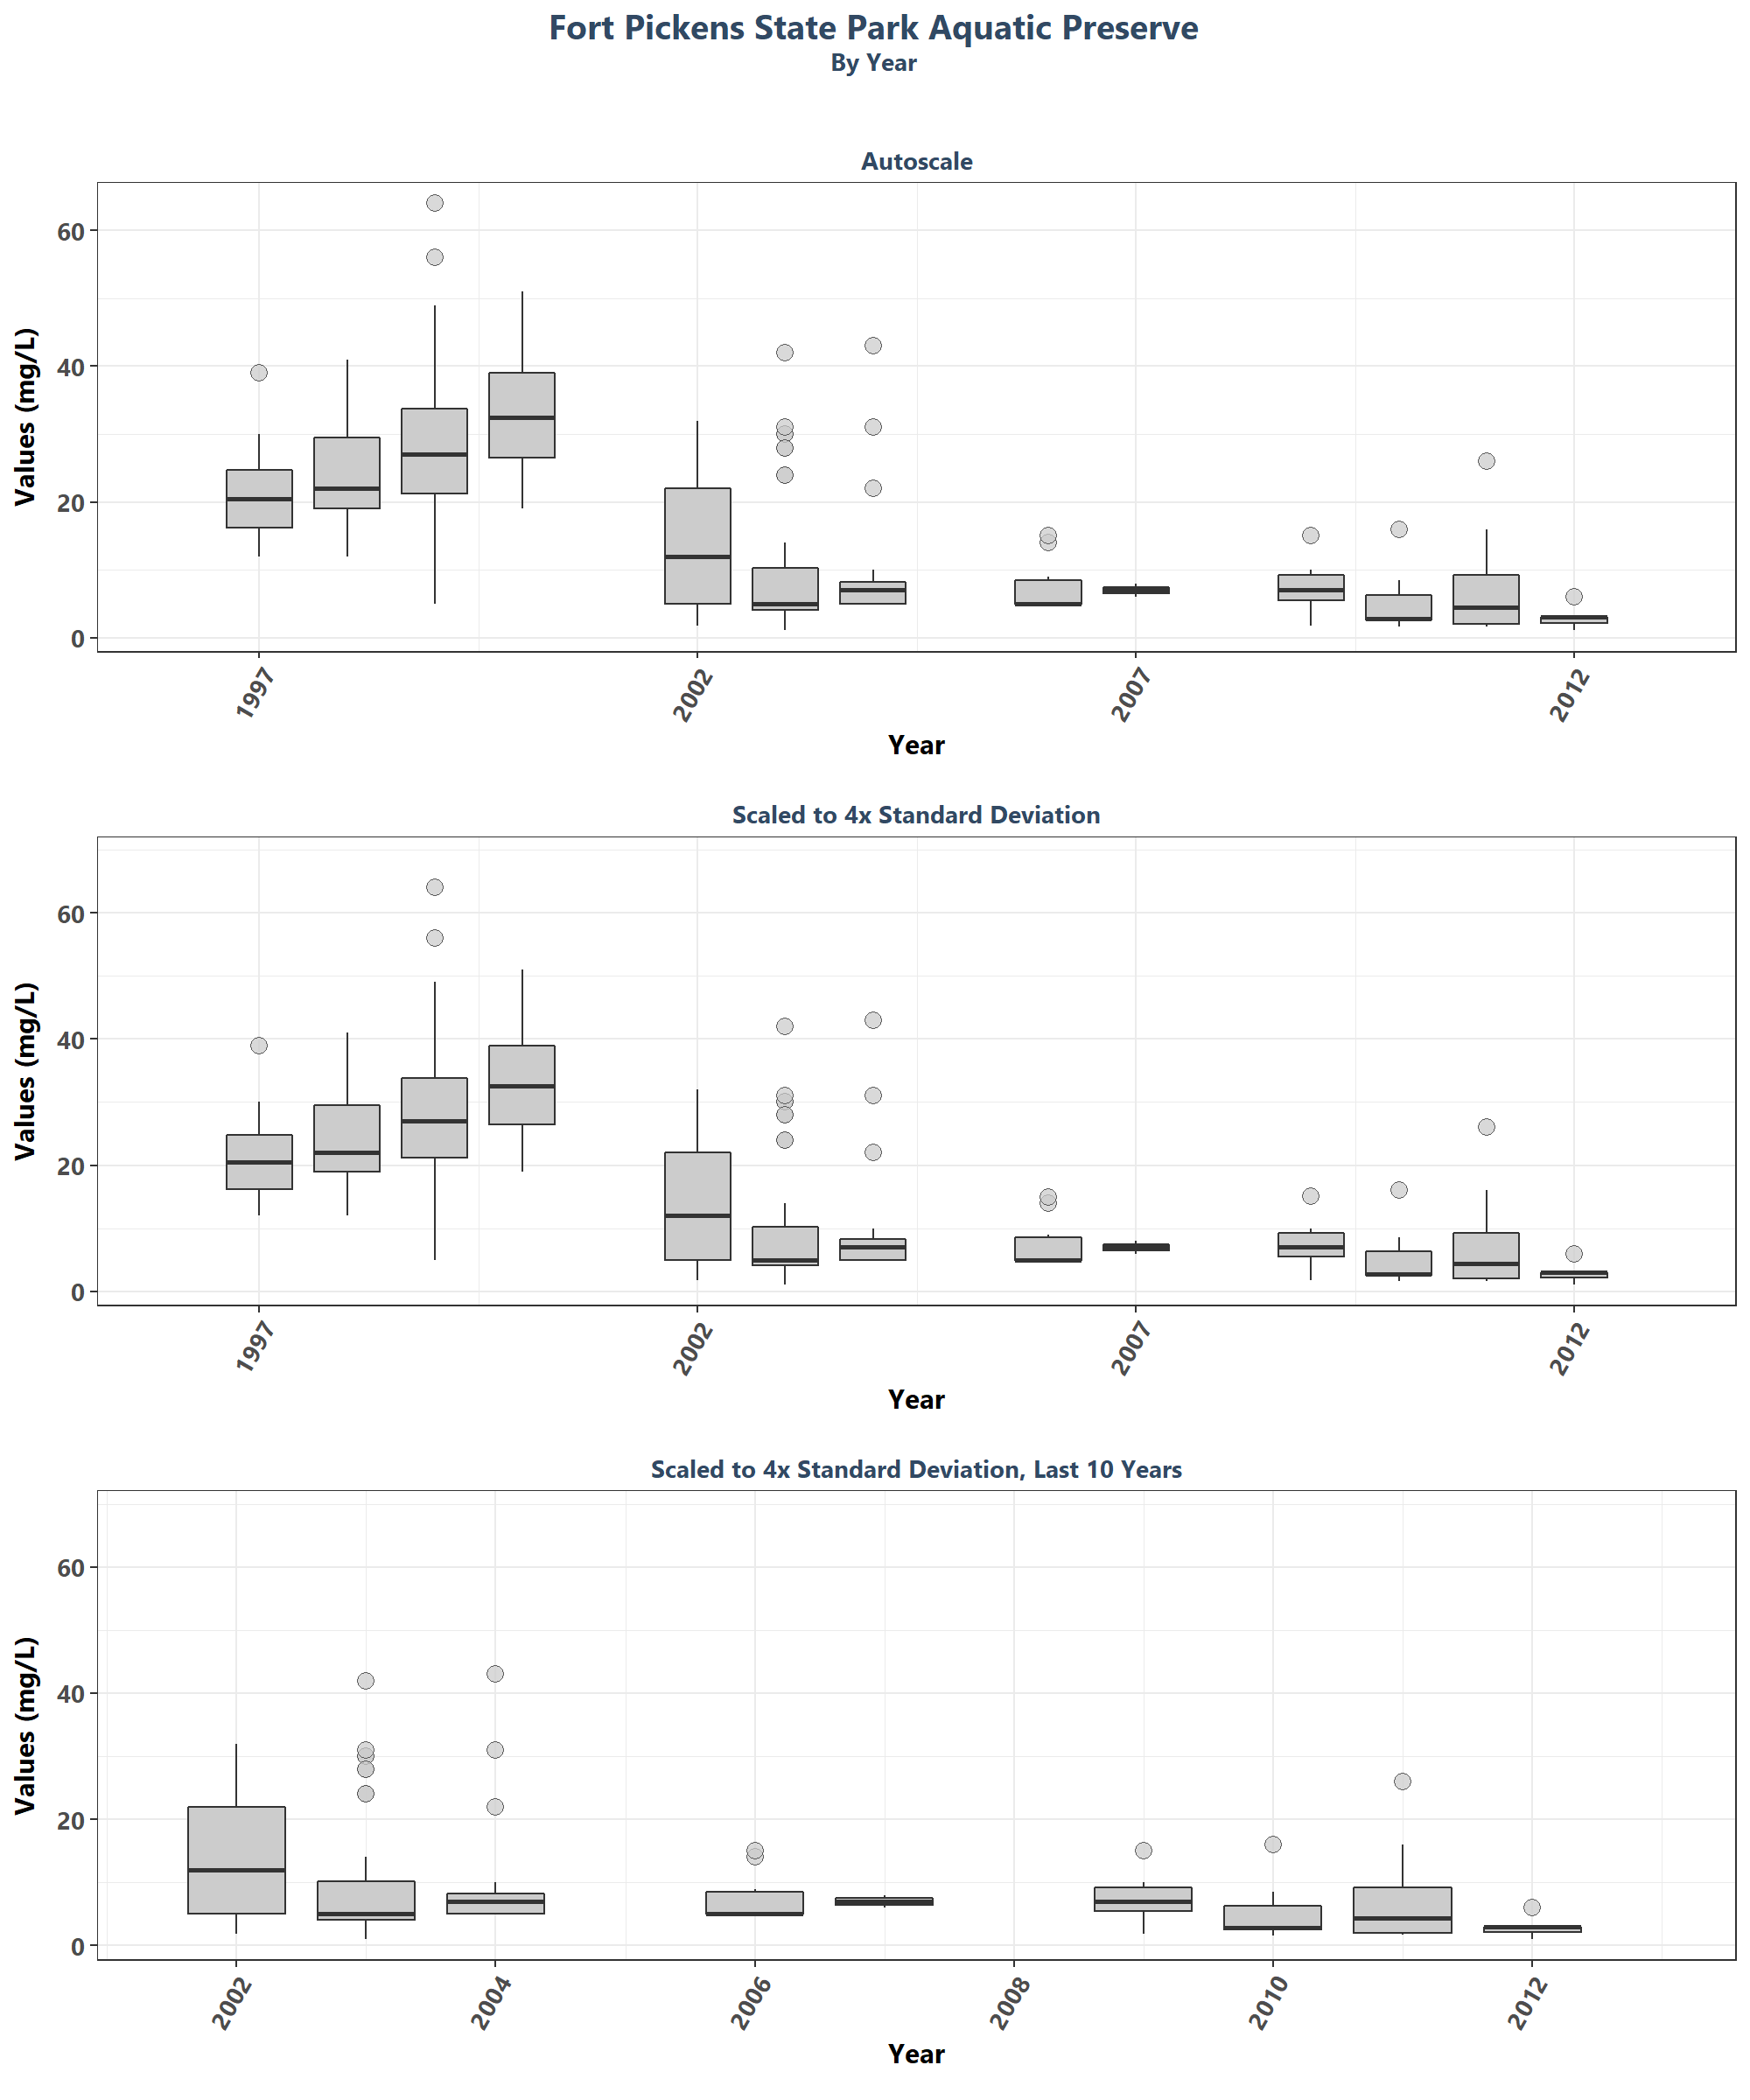 Fort Pickens State Park Aquatic Preserve
By Year
Autoscale
Values (mg/L)
60
40
20
0
1997
2002
2007
2012
Year
Scaled to 4x Standard Deviation
Values (mg/L)
60
40
20
0
1997
2002
2007
2012
Year
Scaled to 4x Standard Deviation, Last 10 Years
Values (mg/L)
60
40
20
0
2002
2004
2006
2008
2010
2012
Year